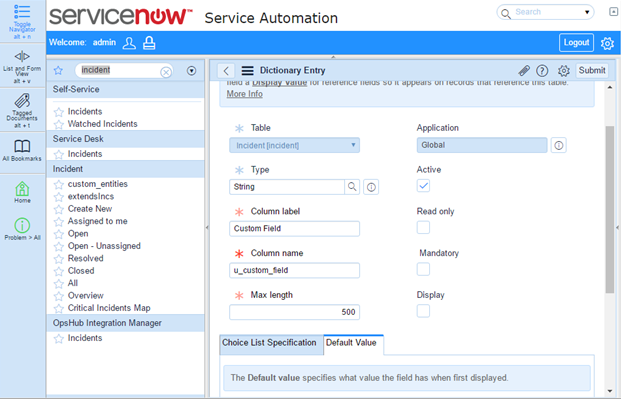 Toggle
Navigator
alt + n
List and Form
View
alt + v
Tagged
Documents
alt + t
All Bookmarks
Home
Problem > All
servicenow™ Service Automation
Search
Welcome: admin
Logout
incident
Self-Service
Incidents
Watched Incidents
Service Desk
Incidents
Incident
custom_entities
extendsIncs
Create New
Assigned to me
Open
Open - Unassigned
Resolved
Closed
All
Overview
Critical Incidents Map
OpsHub Integration Manager
Incidents
Dictionary Entry
Submit
field a Display Value for reference fields so it appears on records that reference this table.
More Info
Table
Incident [incident]
Application
Global
Type
String
Active
Column label
Custom Field
Read only
Column name
u_custom_field
Mandatory
Max length
500
Display
Choice List Specification
Default Value
The Default value specifies what value the field has when first displayed.